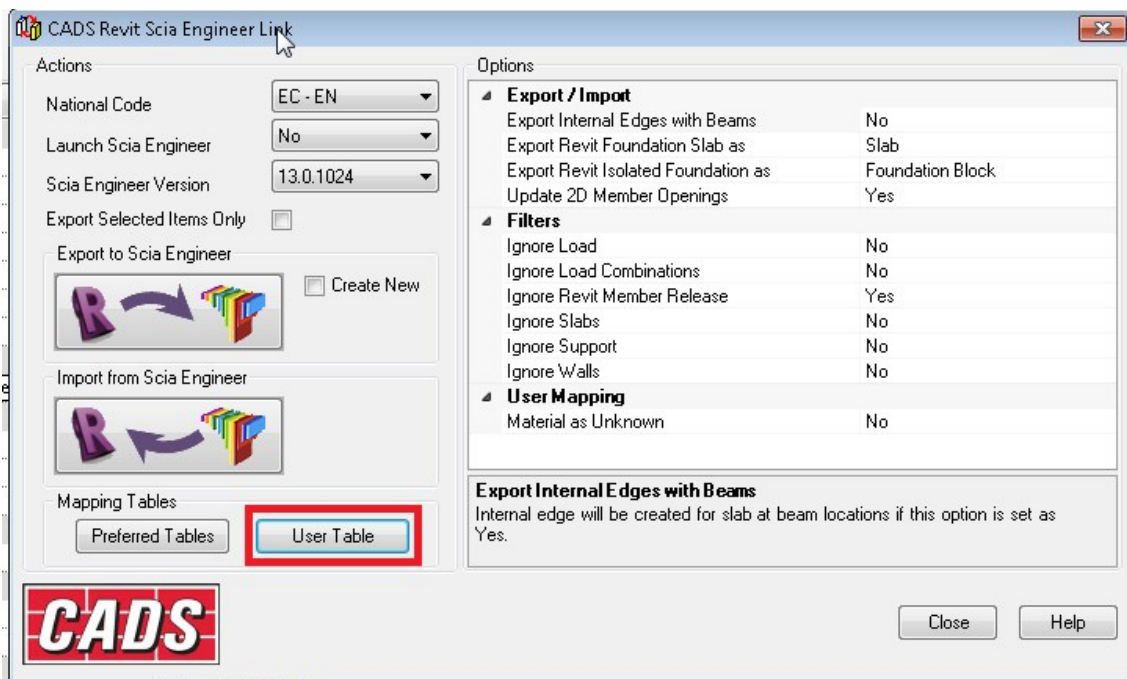 CADS Revit Scia Engineer Link
Actions
National Code
EC - EN
Launch Scia Engineer
No
Scia Engineer Version
13.0.1024
Export Selected Items Only
Export to Scia Engineer
Create New
Import from Scia Engineer
Mapping Tables
Preferred Tables
User Table
Options
Export / Import
Export Internal Edges with Beams No
Export Revit Foundation Slab as Slab
Export Revit Isolated Foundation as Foundation Block
Update 2D Member Openings Yes
Filters
Ignore Load No
Ignore Load Combinations No
Ignore Revit Member Release Yes
Ignore Slabs No
Ignore Support No
Ignore Walls No
User Mapping
Material as Unknown No
Export Internal Edges with Beams
Internal edge will be created for slab at beam locations if this option is set as
Yes.
CADS
Close
Help